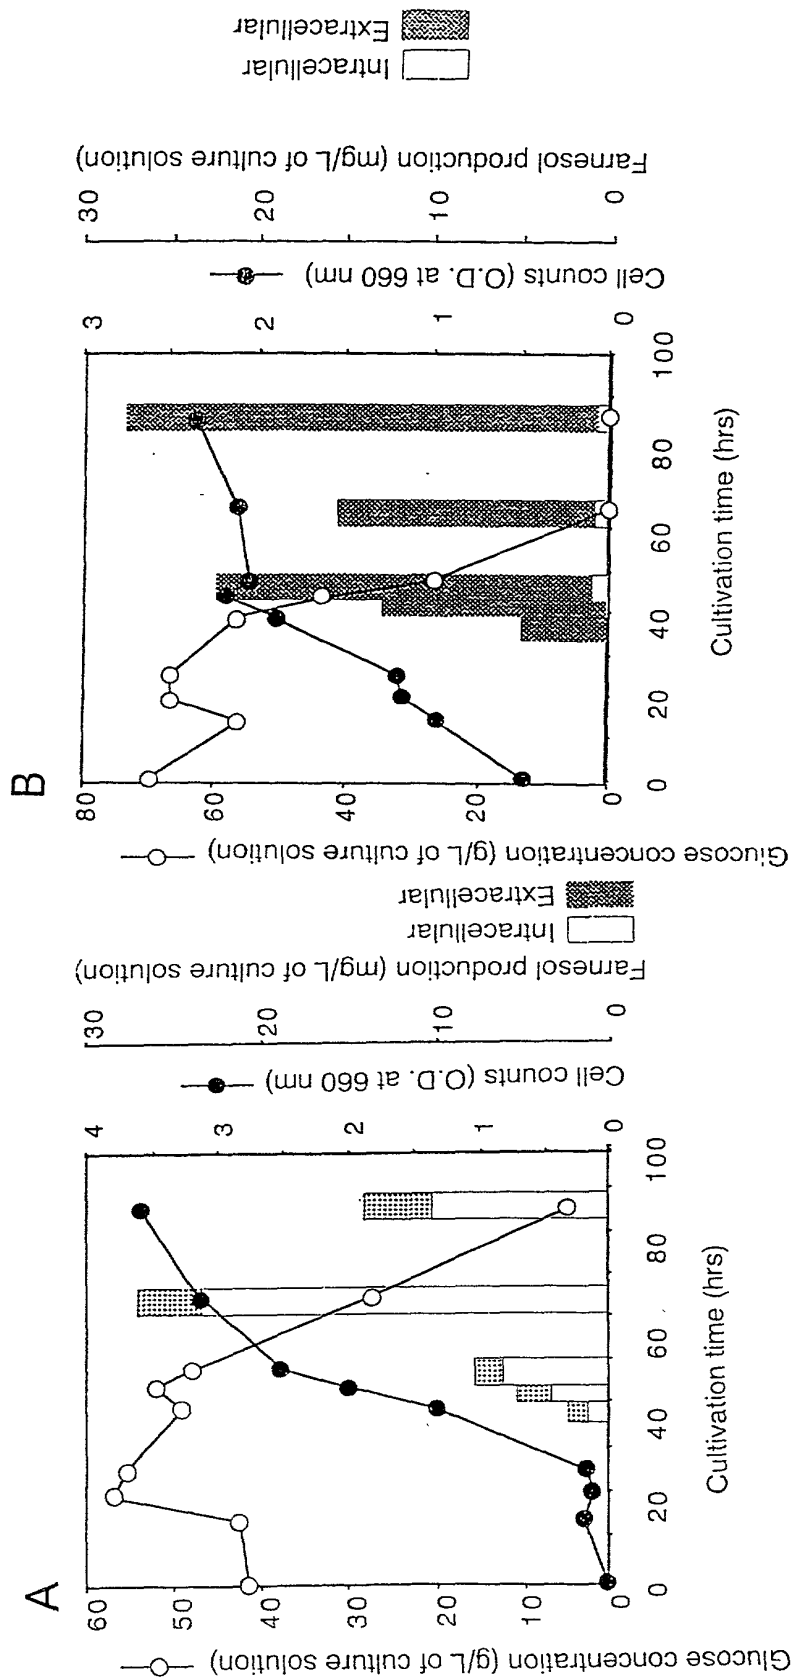 A
Glucose concentration (g/L of culture solution)
60
50
40
30
20
10
0
0
20
40
60
80
100
Cultivation time (hrs)
4
3
2
1
0
Cell counts (O.D. at 660 nm)
30
20
10
0
Farnesol production (mg/L of culture solution)
Intracellular
Extracellular
B
Glucose concentration (g/L of culture solution)
80
60
40
20
0
0
20
40
60
80
100
Cultivation time (hrs)
3
2
1
0
Cell counts (O.D. at 660 nm)
30
20
10
0
Farnesol production (mg/L of culture solution)
Intracellular
Extracellular